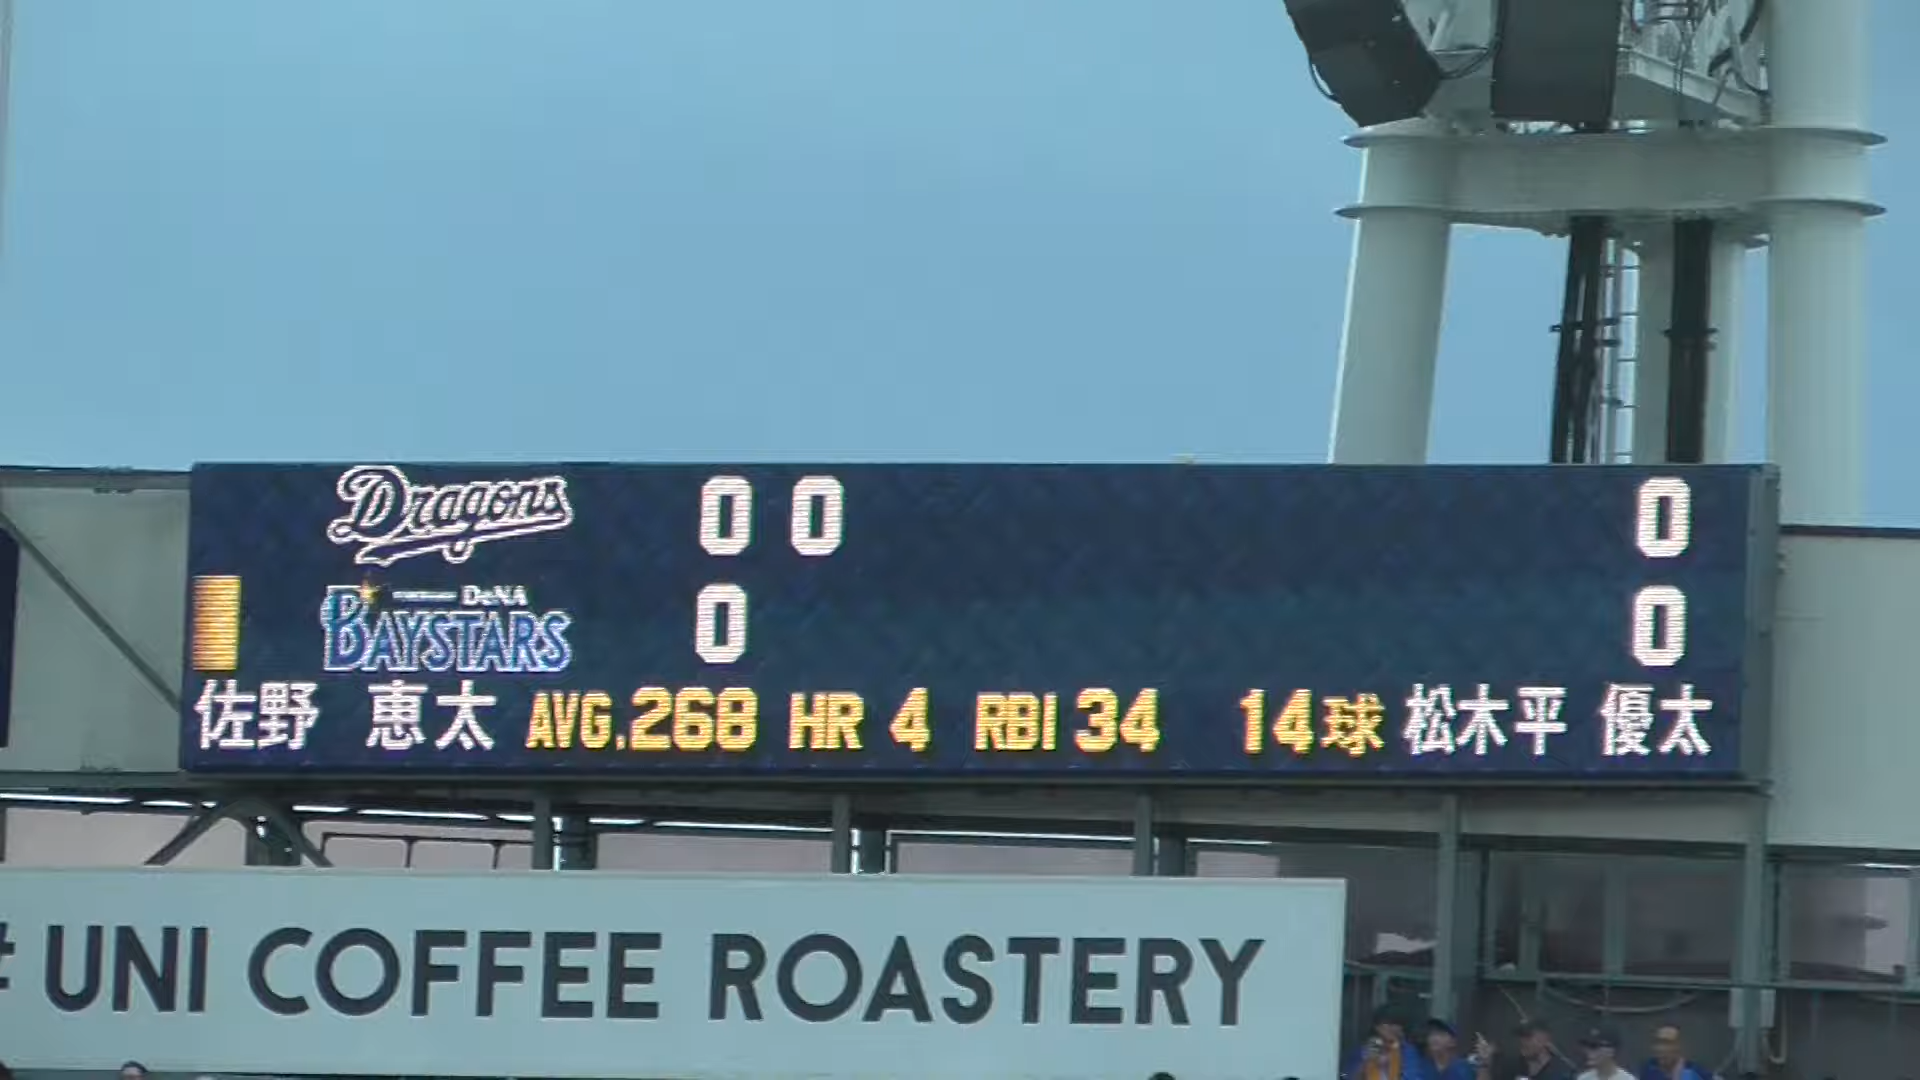 Dragons 0 0 0
DeNA
BAYSTARS 0 0
佐野 恵太 AVG.268 HR 4 RBI 34 14球 松木平 優太
# UNI COFFEE ROASTERY